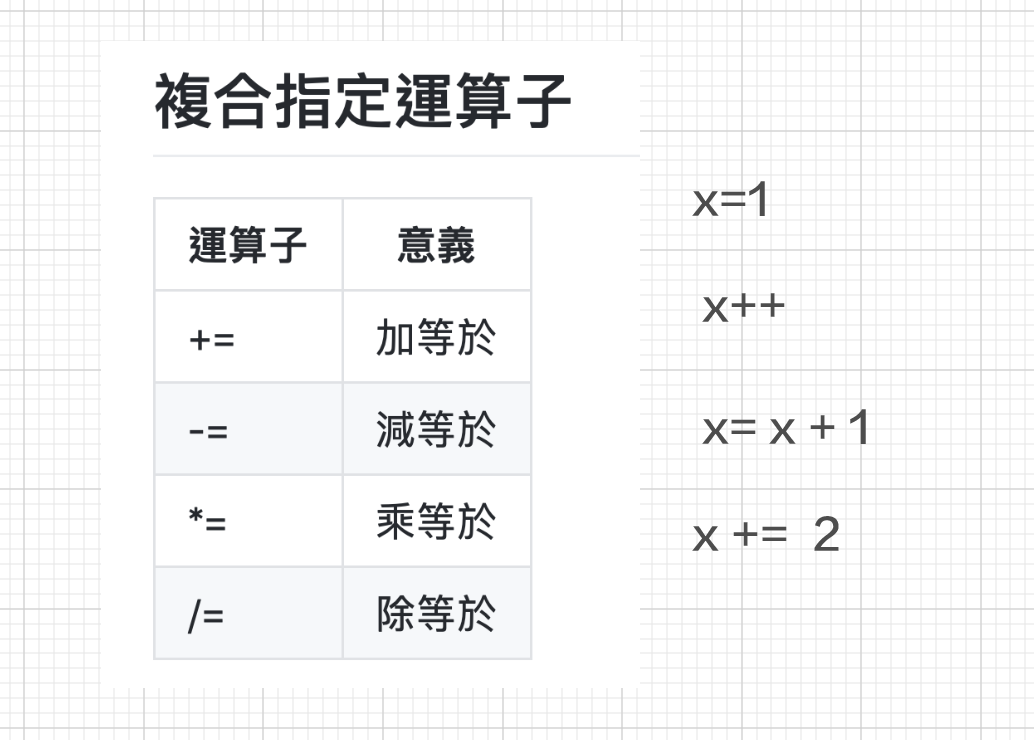 複合指定運算子
運算子 意義
+= 加等於
-= 減等於
*= 乘等於
/= 除等於
x=1
x++
x= x + 1
x += 2